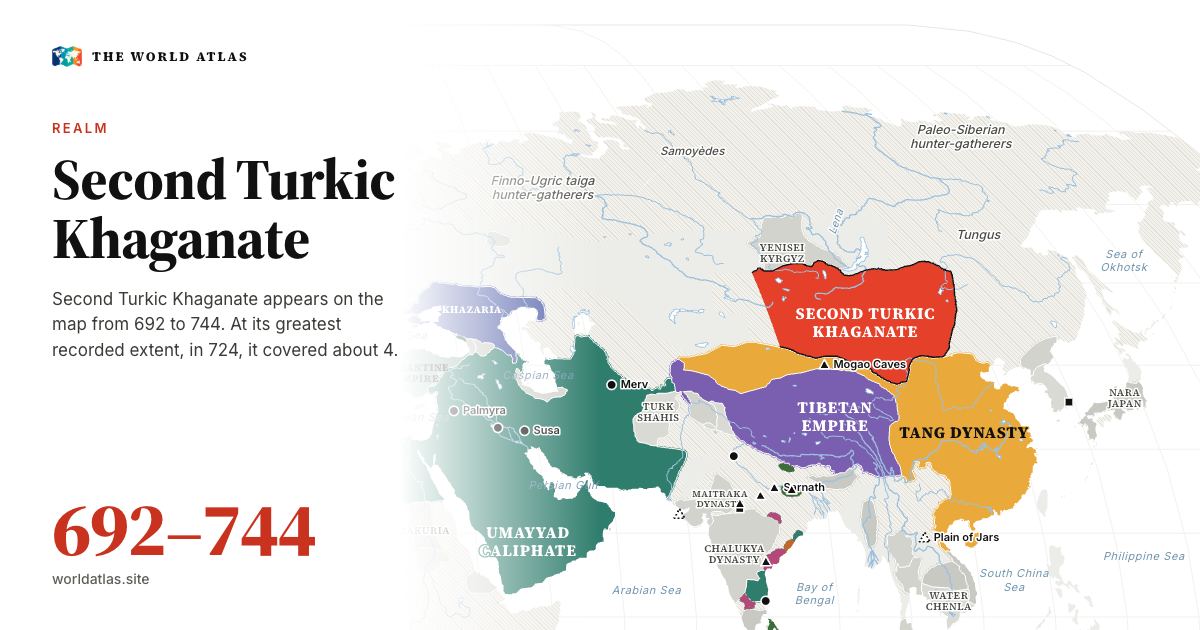 THE WORLD ATLAS
REALM
Second Turkic
Khaganate
Second Turkic Khaganate appears on the
map from 692 to 744. At its greatest
recorded extent, in 724, it covered about 4.
692–744
worldatlas.site
Paleo-Siberian
hunter-gatherers
Samoyèdes
Finno-Ugric taiga
hunter-gatherers
Lena
Tungus
YENISEI
KYRGYZ
Sea of
Okhotsk
KHAZARIA
SECOND TURKIC
KHAGANATE
Mogao Caves
Caspian Sea
Merv
TURK
SHAHIS
TIBETAN
EMPIRE
NARA
JAPAN
Palmyra
Susa
TANG DYNASTY
Persian Gulf
Sarnath
MAITRAKA
DYNASTY
UMAYYAD
CALIPHATE
CHALUKYA
DYNASTY
Plain of Jars
Philippine Sea
South China
Sea
Arabian Sea
Bay of
Bengal
WATER
CHENLA